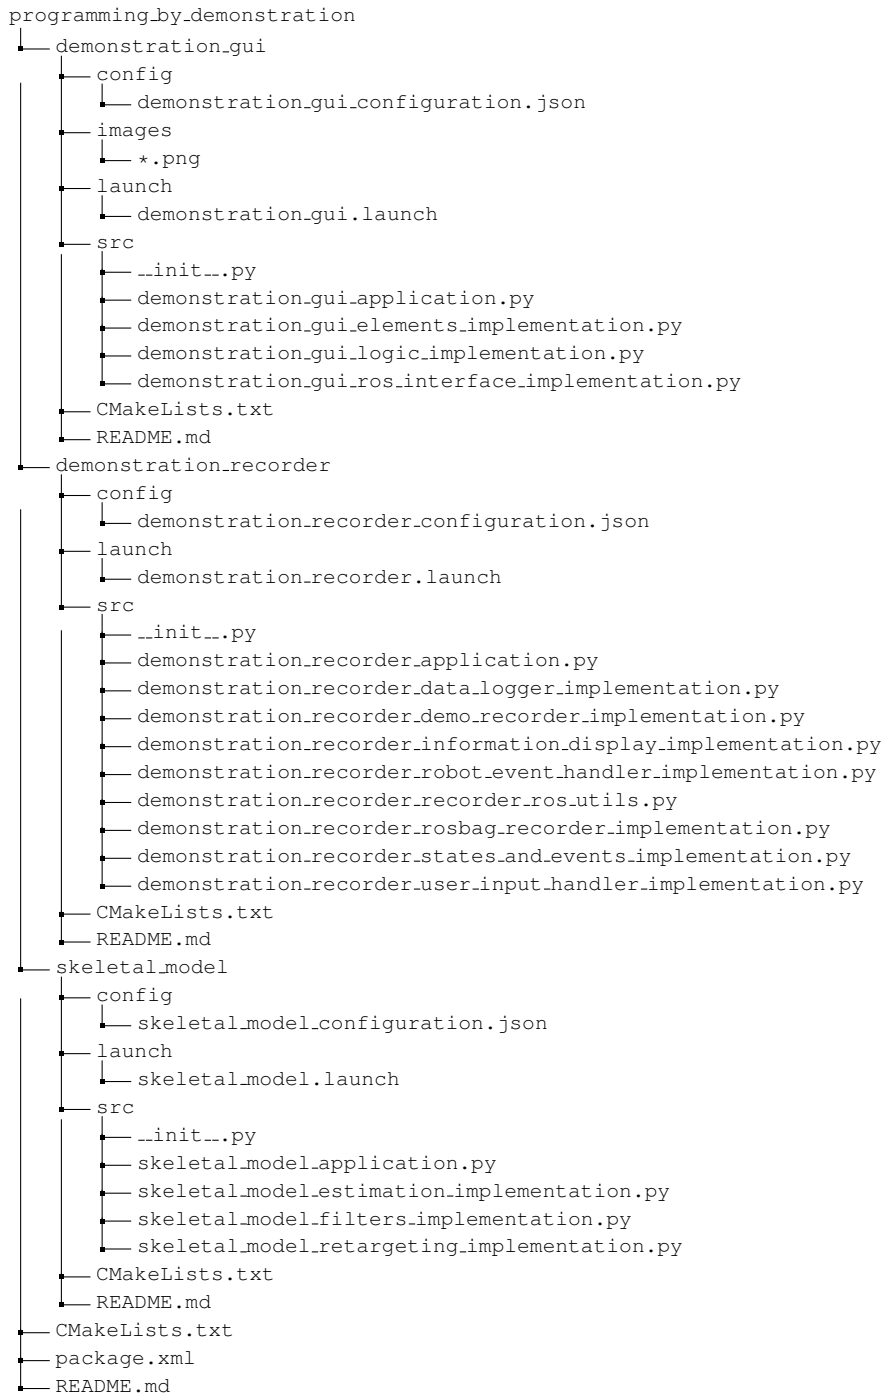 programming_by_demonstration
demonstration_gui
config
demonstration_gui_configuration.json
images
*.png
launch
demonstration_gui.launch
src
__init__.py
demonstration_gui_application.py
demonstration_gui_elements_implementation.py
demonstration_gui_logic_implementation.py
demonstration_gui_ros_interface_implementation.py
CMakeLists.txt
README.md
demonstration_recorder
config
demonstration_recorder_configuration.json
launch
demonstration_recorder.launch
src
__init__.py
demonstration_recorder_application.py
demonstration_recorder_data_logger_implementation.py
demonstration_recorder_demo_recorder_implementation.py
demonstration_recorder_information_display_implementation.py
demonstration_recorder_robot_event_handler_implementation.py
demonstration_recorder_recorder_ros_utils.py
demonstration_recorder_rosbag_recorder_implementation.py
demonstration_recorder_states_and_events_implementation.py
demonstration_recorder_user_input_handler_implementation.py
CMakeLists.txt
README.md
skeletal_model
config
skeletal_model_configuration.json
launch
skeletal_model.launch
src
__init__.py
skeletal_model_application.py
skeletal_model_estimation_implementation.py
skeletal_model_filters_implementation.py
skeletal_model_retargeting_implementation.py
CMakeLists.txt
README.md
CMakeLists.txt
package.xml
README.md